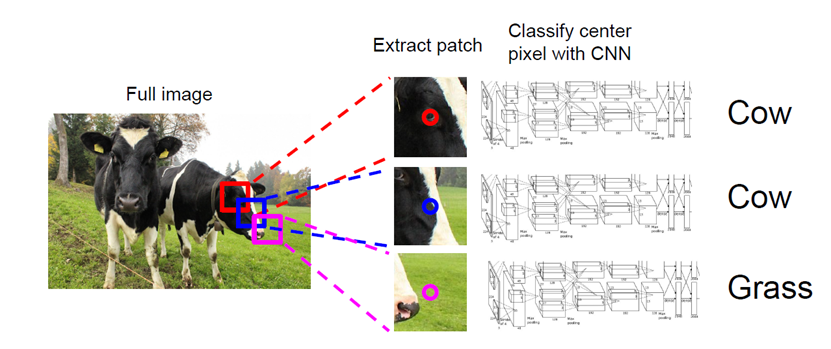 Full image
Extract patch
Classify center
pixel with CNN
Cow
Cow
Grass